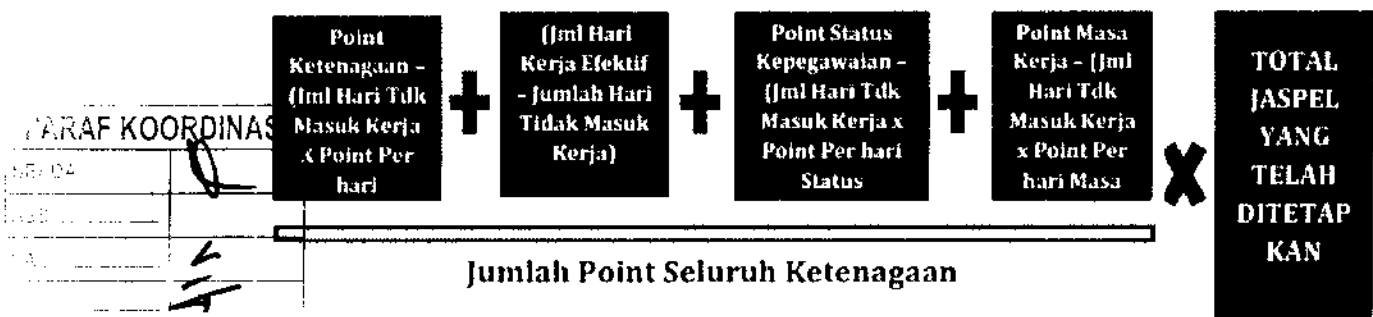 Point
Ketenagaan –
(Jml Hari Tdk
Masuk Kerja
X Point Per
hari
+
(Jml Hari
Kerja Efektif
– Jumlah Hari
Tidak Masuk
Kerja)
+
Point Status
Kepegawaian –
(Jml Hari Tdk
Masuk Kerja x
Point Per hari
Status
+
Point Masa
Kerja – (Jml
Hari Tdk
Masuk Kerja
x Point Per
hari Masa
X
TOTAL
JASPEL
YANG
TELAH
DITETAP
KAN
Jumlah Point Seluruh Ketenagaan
PARAF KOORDINAS